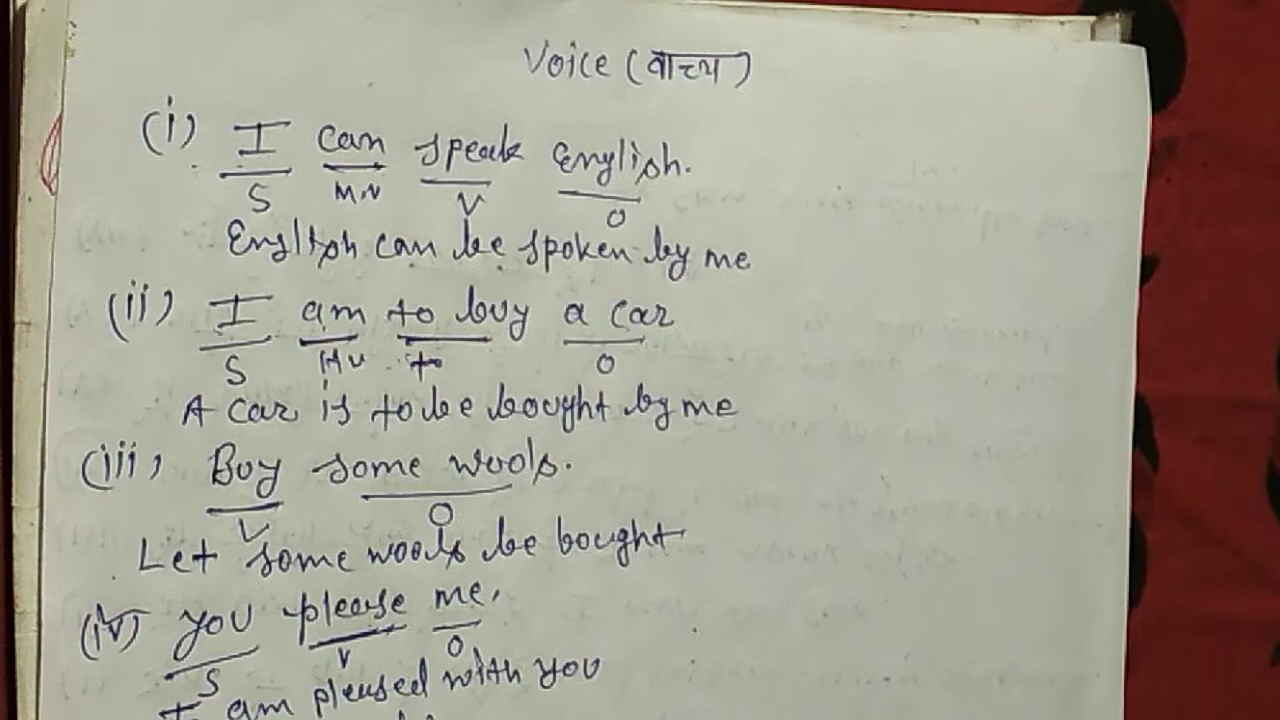 Voice (वाच्य)
(i) I can speak English.
S M.V V O
English can be spoken by me
(ii) I am to buy a car
S H V to O
A car is to be bought by me
(iii) Buy some wools.
V O
Let some wools be bought
(iv) you please me.
S V O
I am pleased with you